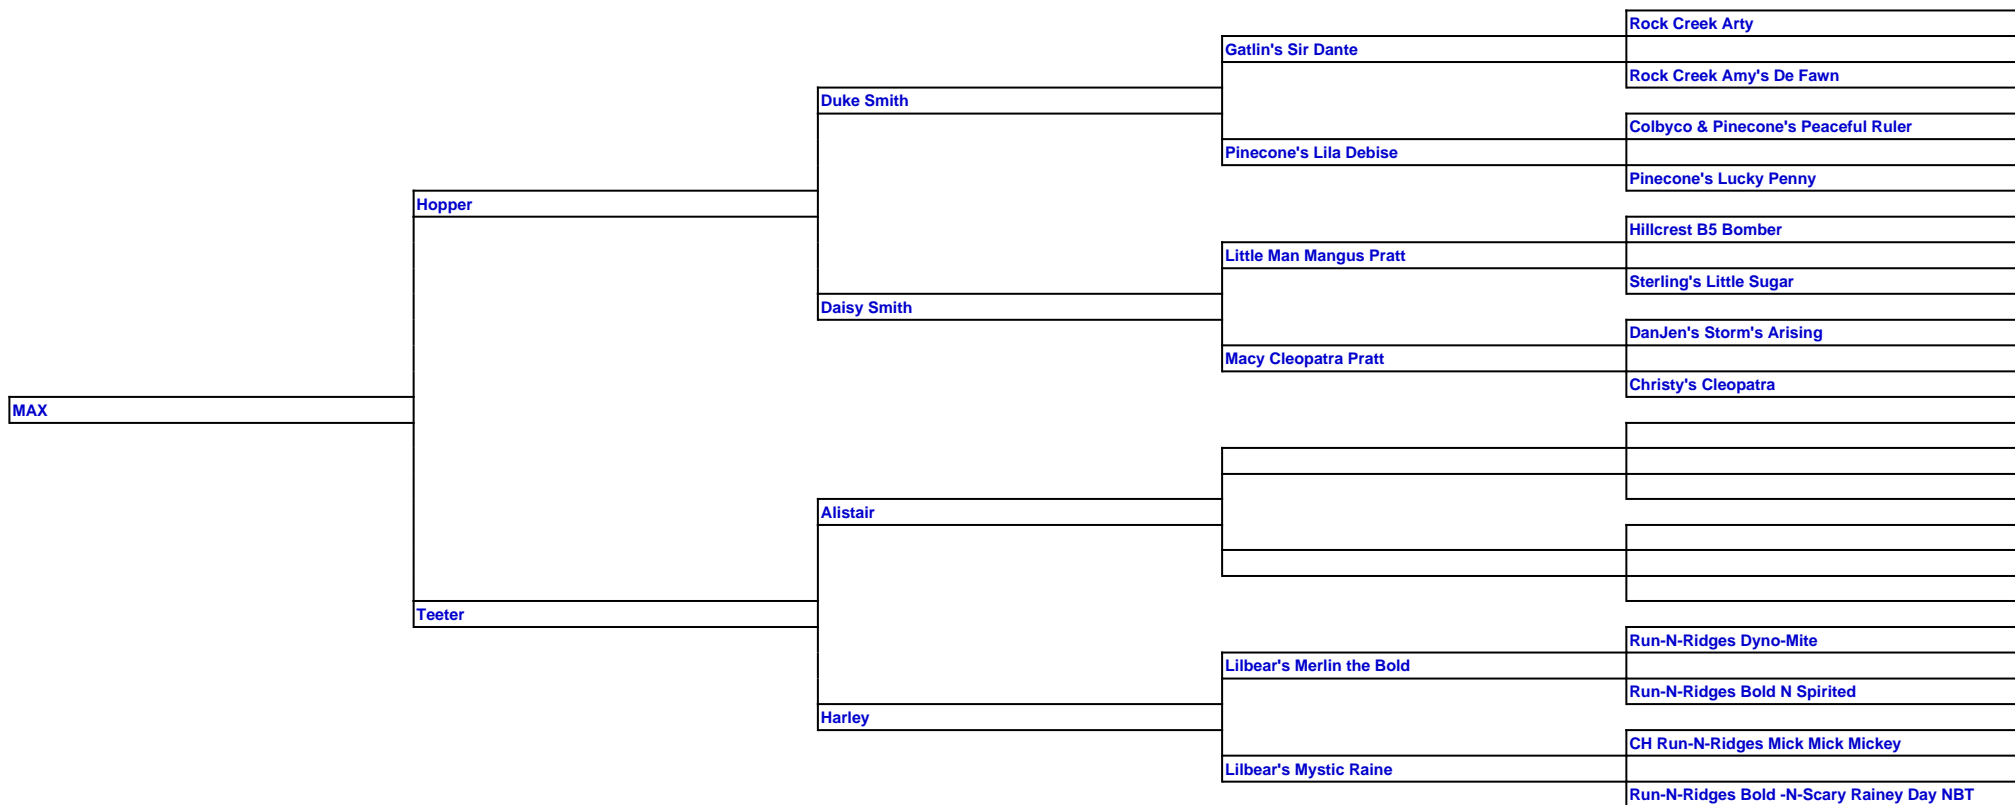 Rock Creek Arty
Gatlin's Sir Dante
Rock Creek Amy's De Fawn
Duke Smith
Colbyco & Pinecone's Peaceful Ruler
Pinecone's Lila Debise
Pinecone's Lucky Penny
Hopper
Hillcrest B5 Bomber
Little Man Mangus Pratt
Sterling's Little Sugar
Daisy Smith
DanJen's Storm's Arising
Macy Cleopatra Pratt
Christy's Cleopatra
MAX
Alistair
Teeter
Run-N-Ridges Dyno-Mite
Lilbear's Merlin the Bold
Run-N-Ridges Bold N Spirited
Harley
CH Run-N-Ridges Mick Mick Mickey
Lilbear's Mystic Raine
Run-N-Ridges Bold -N-Scary Rainey Day NBT